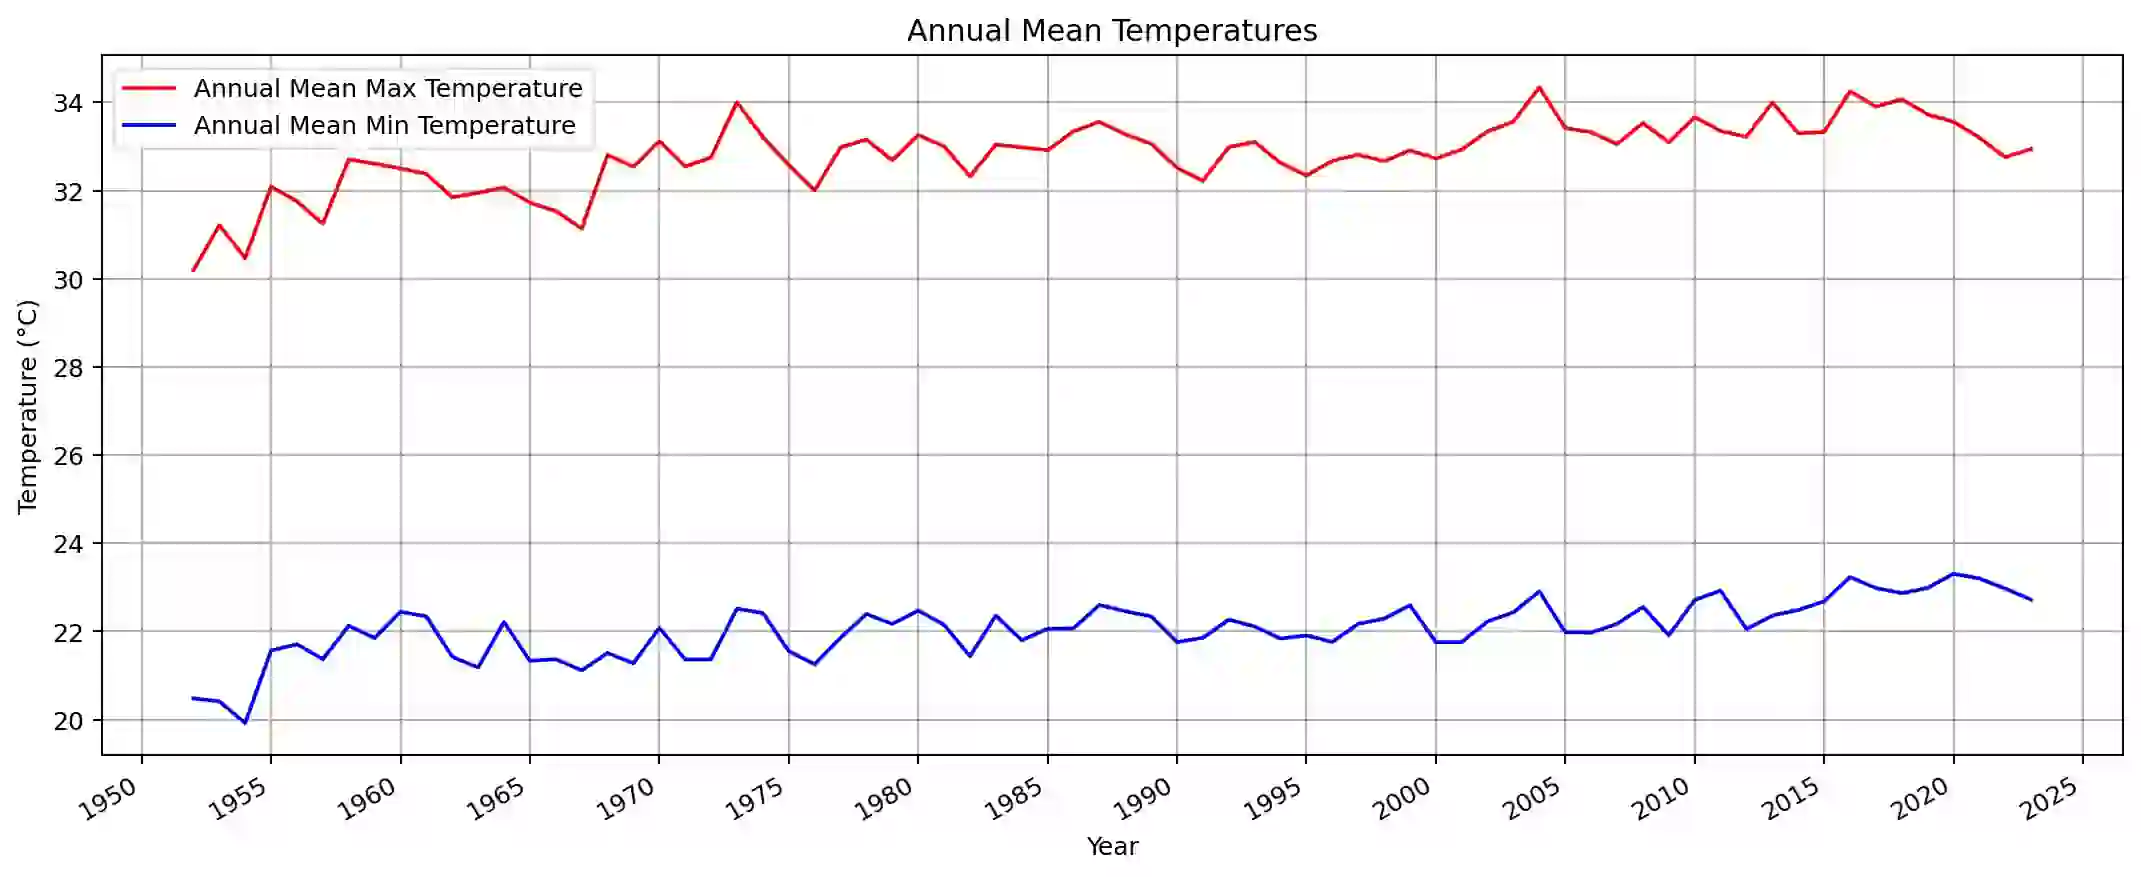 Annual Mean Temperatures
Annual Mean Max Temperature
Annual Mean Min Temperature
34
32
30
28
26
24
22
20
Temperature (°C)
1950 1955 1960 1965 1970 1975 1980 1985 1990 1995 2000 2005 2010 2015 2020 2025
Year